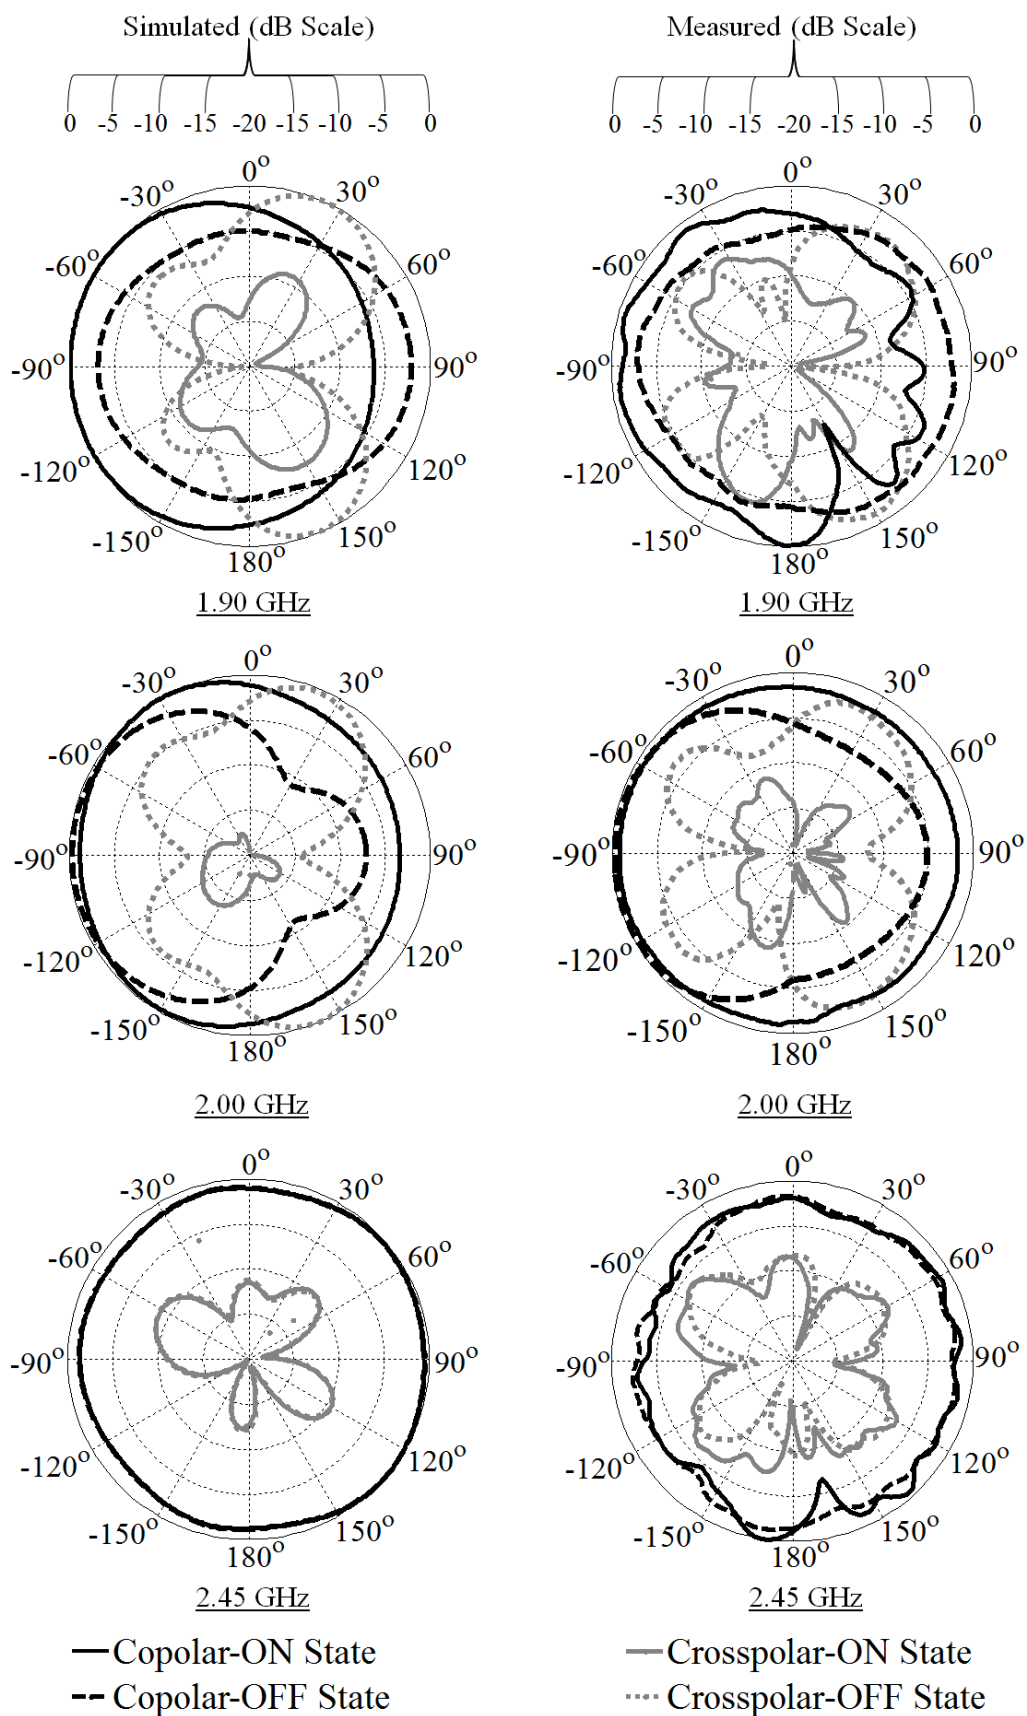 Simulated (dB Scale)
Measured (dB Scale)
0 -5 -10 -15 -20 -15 -10 -5 0
0 -5 -10 -15 -20 -15 -10 -5 0
0° 30° 60° 90° 120° 150° 180° -150° -120° -90° -60° -30°
1.90 GHz
0° 30° 60° 90° 120° 150° 180° -150° -120° -90° -60° -30°
1.90 GHz
0° 30° 60° 90° 120° 150° 180° -150° -120° -90° -60° -30°
2.00 GHz
0° 30° 60° 90° 120° 150° 180° -150° -120° -90° -60° -30°
2.00 GHz
0° 30° 60° 90° 120° 150° 180° -150° -120° -90° -60° -30°
2.45 GHz
0° 30° 60° 90° 120° 150° 180° -150° -120° -90° -60° -30°
2.45 GHz
Copolar-ON State
Crosspolar-ON State
Copolar-OFF State
Crosspolar-OFF State